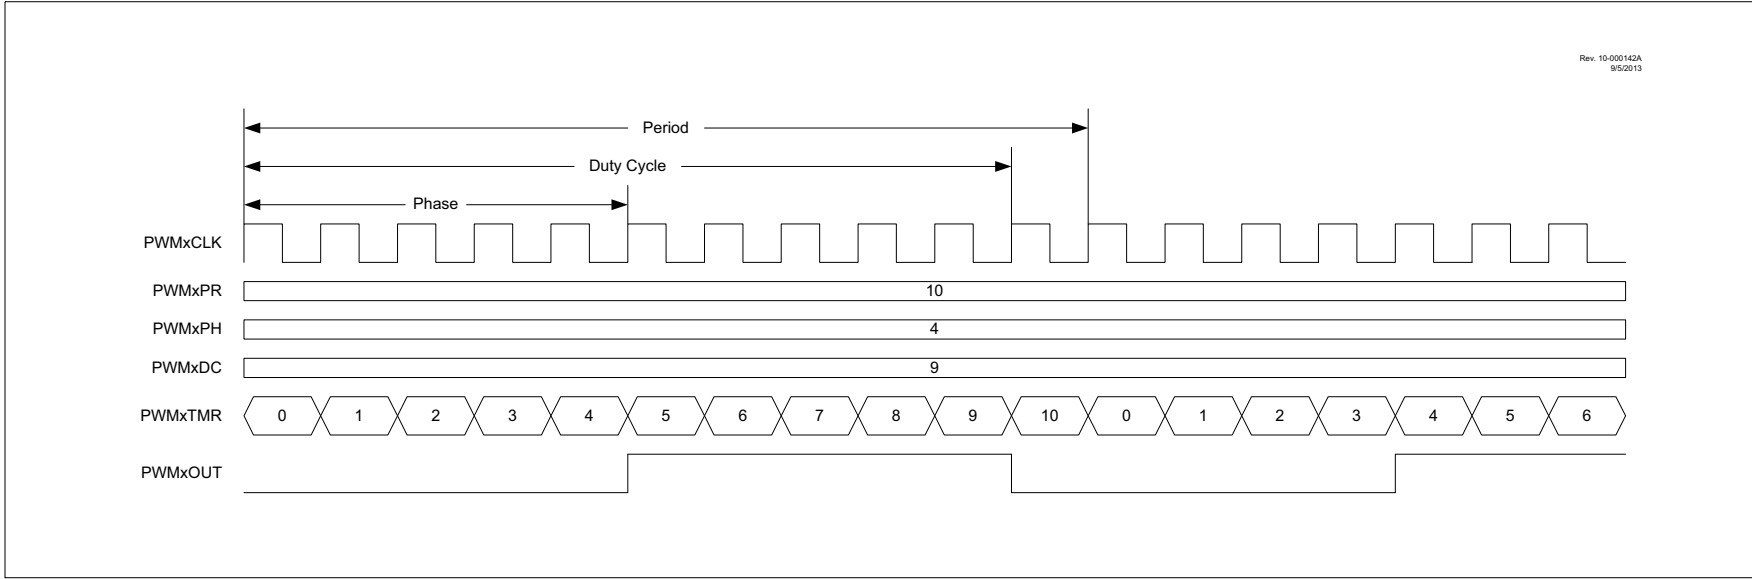 Rev. 10-000142A
9/5/2013
Period
Duty Cycle
Phase
PWMxCLK
PWMxPR 10
PWMxPH 4
PWMxDC 9
PWMxTMR 0 1 2 3 4 5 6 7 8 9 10 0 1 2 3 4 5 6
PWMxOUT